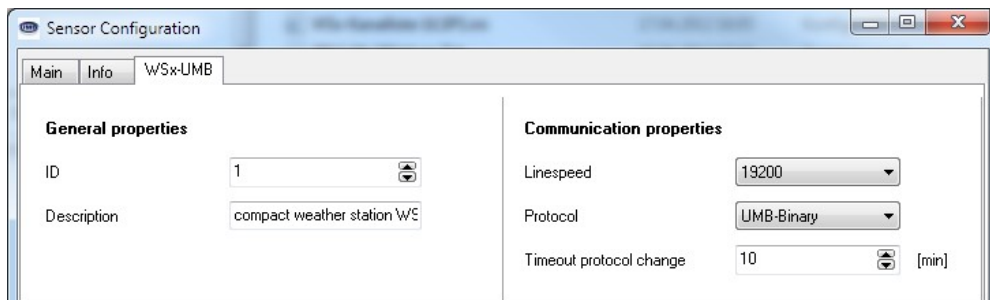 Sensor Configuration
Main Info WSx-UMB
General properties
ID 1
Description compact weather station WS
Communication properties
Linespeed 19200
Protocol UMB-Binary
Timeout protocol change 10 [min]